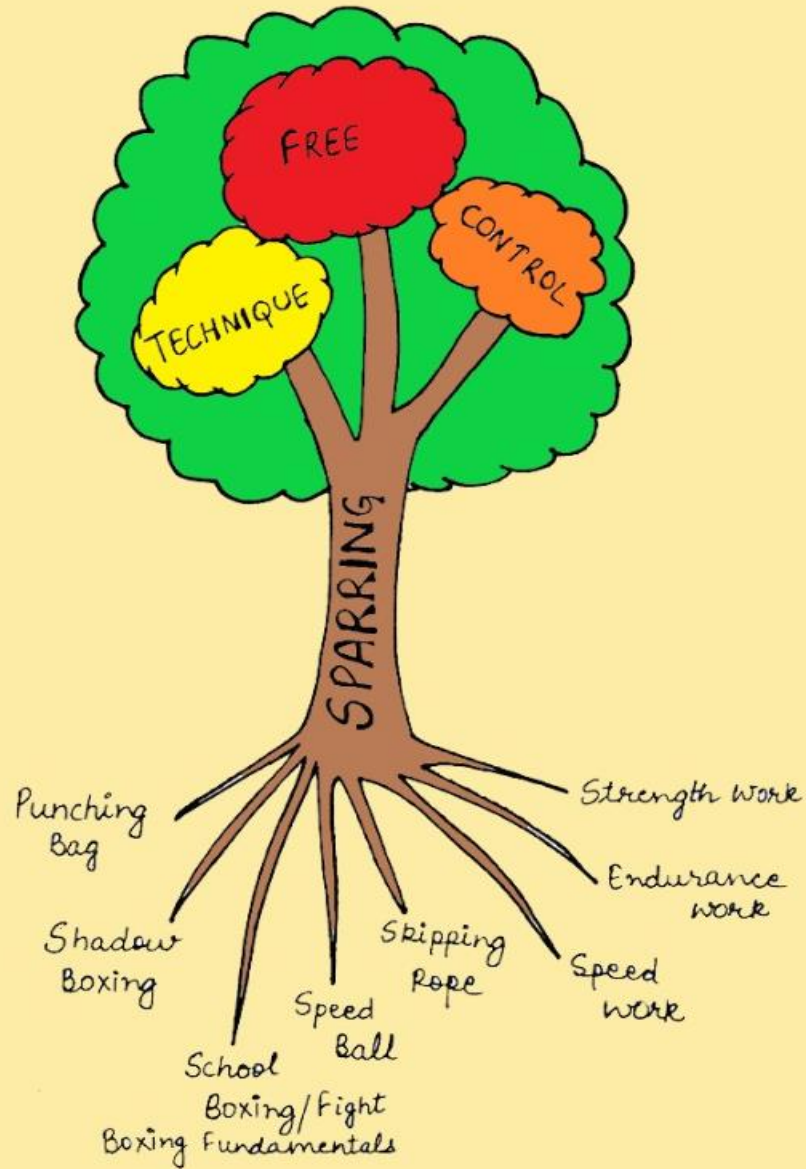 FREE
CONTROL
TECHNIQUE
SPARRING
Punching
Bag
Shadow
Boxing
School
Boxing/Fight
Boxing Fundamentals
Speed
Ball
Skipping
Rope
Speed
work
Endurance
work
Strength work